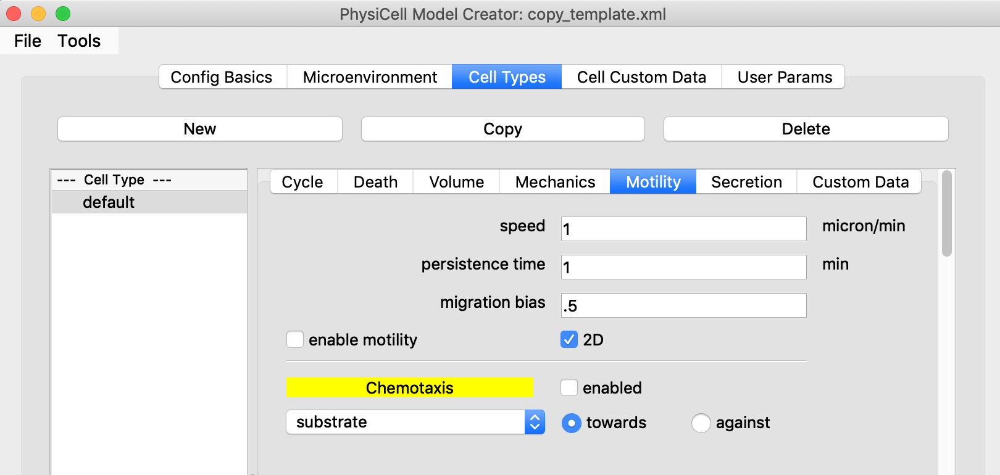 PhysiCell Model Creator: copy_template.xml
File Tools
Config Basics Microenvironment Cell Types Cell Custom Data User Params
New Copy Delete
--- Cell Type ---
default
Cycle Death Volume Mechanics Motility Secretion Custom Data
speed 1 micron/min
persistence time 1 min
migration bias .5
enable motility 2D
Chemotaxis enabled
substrate towards against